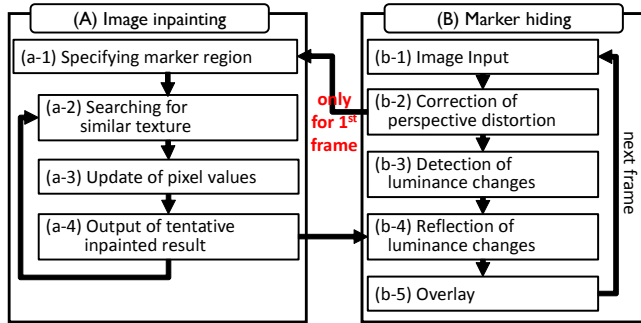 (A) Image inpainting
(a-1) Specifying marker region
(a-2) Searching for
similar texture
(a-3) Update of pixel values
(a-4) Output of tentative
inpainted result
only
for 1st
frame
(B) Marker hiding
(b-1) Image Input
(b-2) Correction of
perspective distortion
(b-3) Detection of
luminance changes
(b-4) Reflection of
luminance changes
(b-5) Overlay
next frame